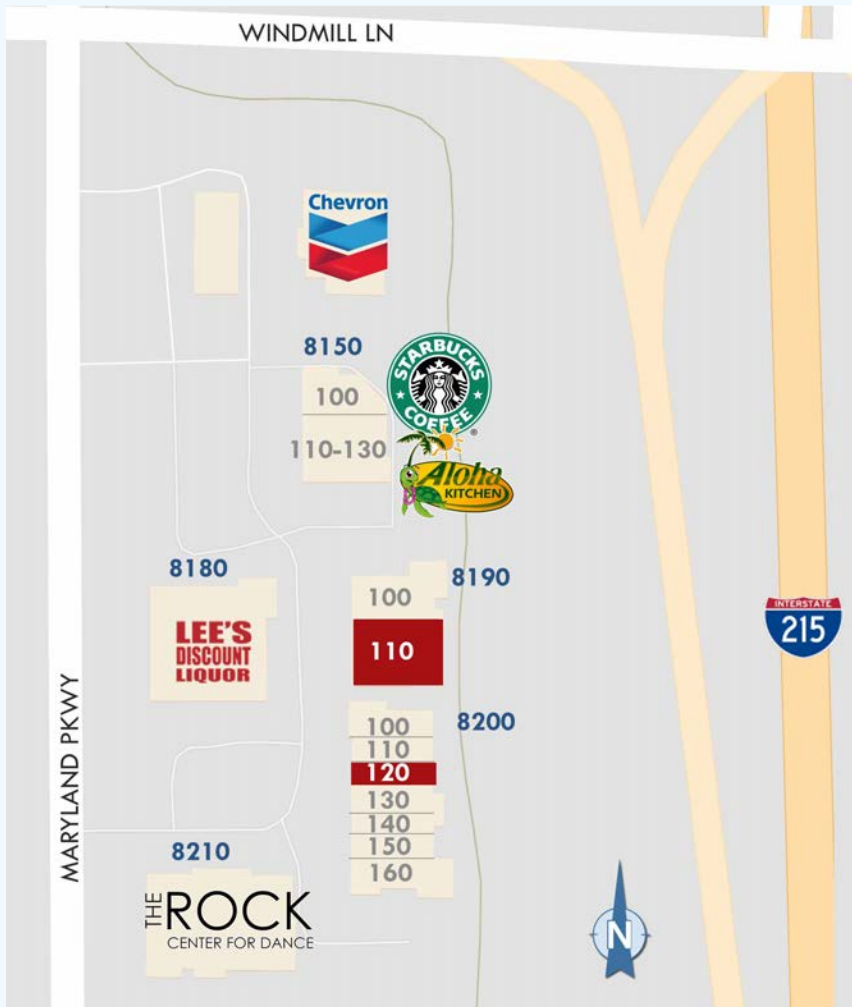 WINDMILL LN
Chevron
8150
100
110-130
STARBUCKS
COFFEE
®
Aloha
KITCHEN
8180
LEE'S
DISCOUNT
LIQUOR
8190
100
110
INTERSTATE
215
8200
100
110
120
130
140
150
160
MARYLAND PKWY
8210
THE ROCK
CENTER FOR DANCE
N